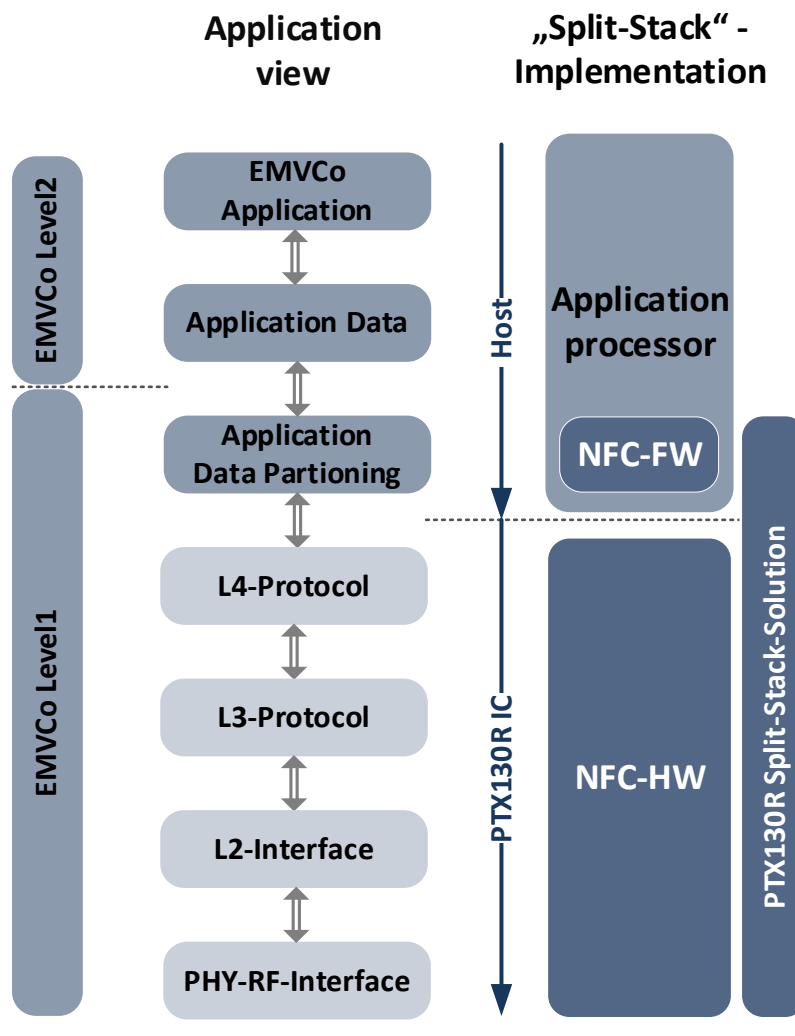 Application
view
„Split-Stack“ -
Implementation
EMVCo Level2
EMVCo
Application
Application Data
Host
Application
processor
EMVCo Level1
Application
Data Partioning
NFC-FW
L4-Protocol
L3-Protocol
L2-Interface
PHY-RF-Interface
PTX130R IC
NFC-HW
PTX130R Split-Stack-Solution